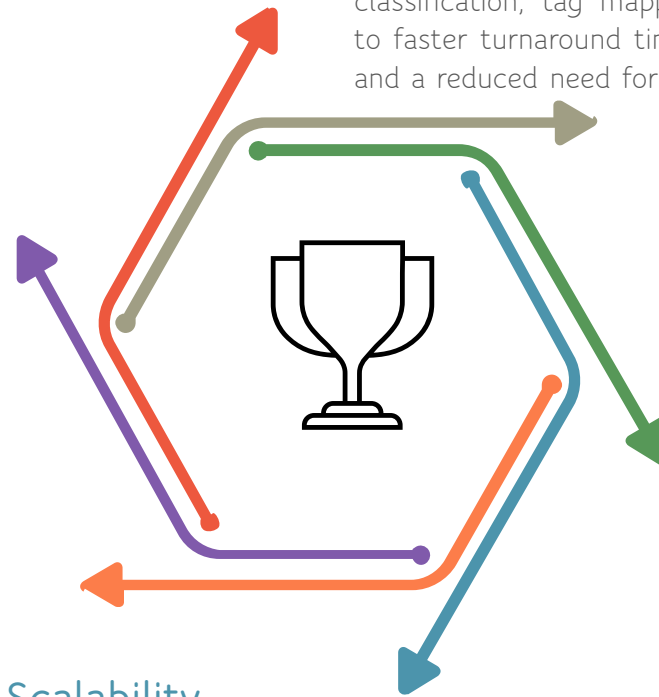 classification, tag
to faster turnaround
and a reduced need for
Scalability